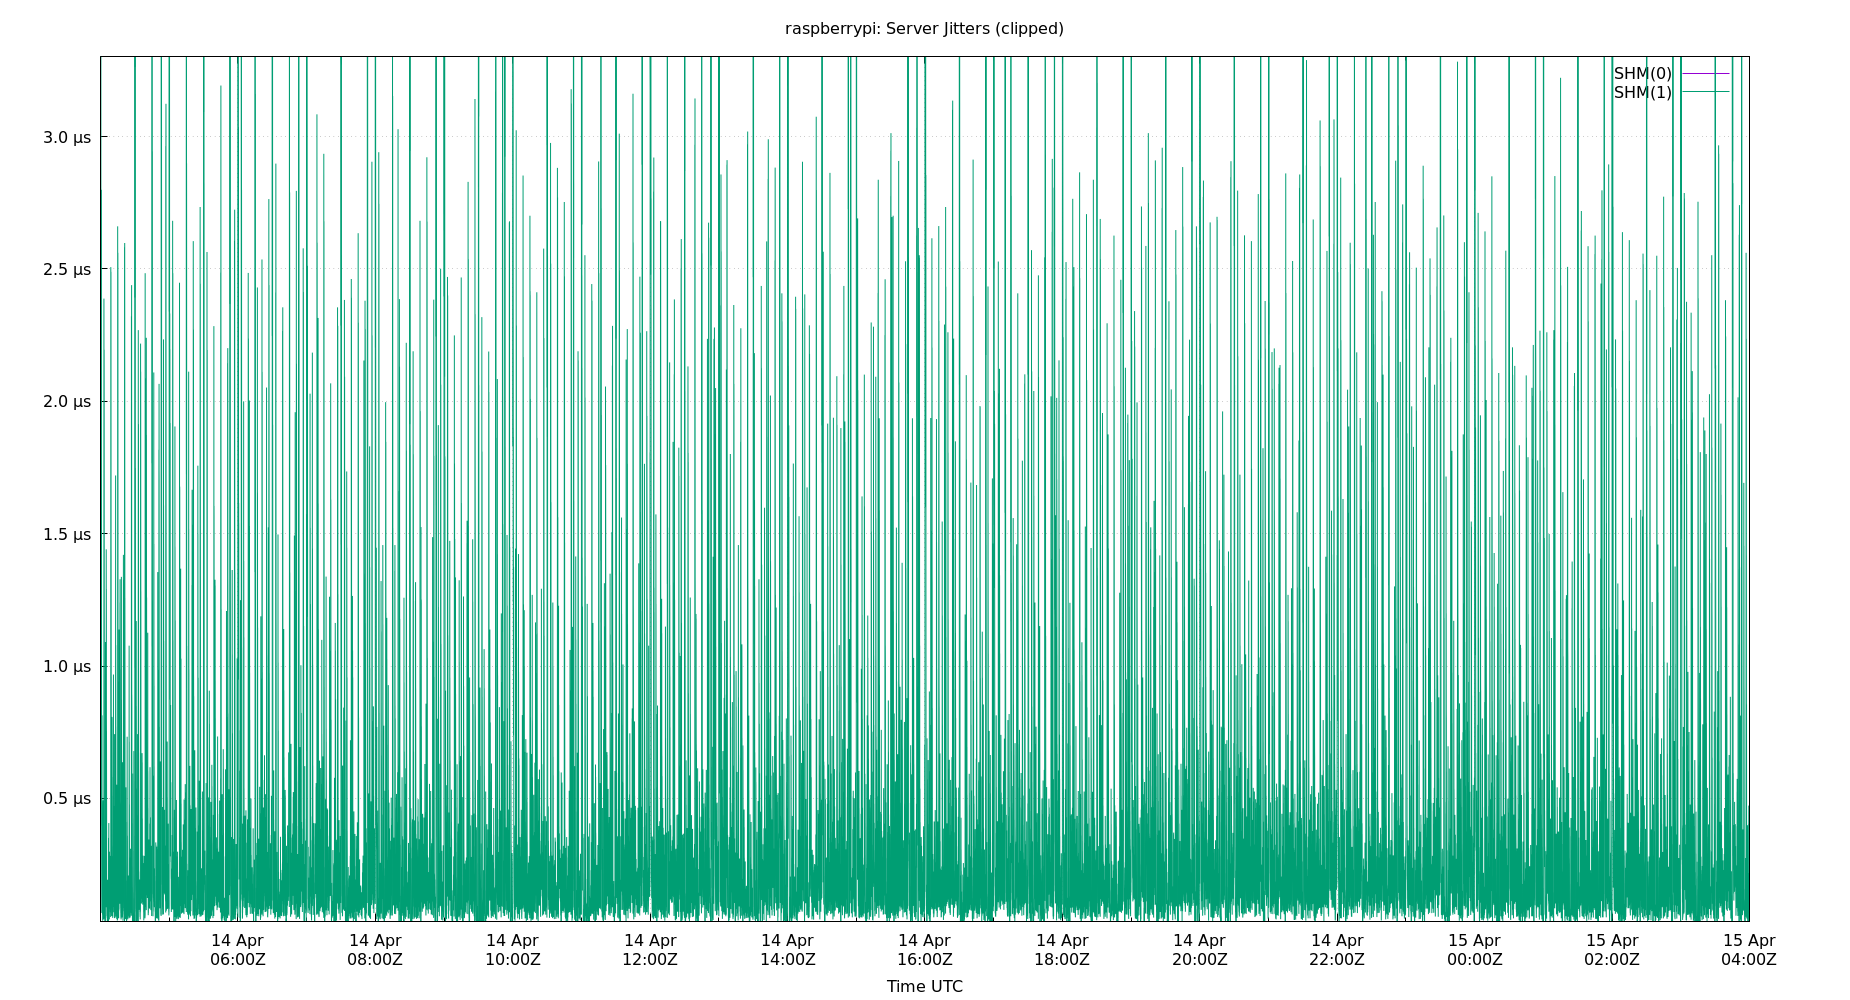 raspberrypi: Server Jitters (clipped)
SHM(0)
SHM(1)
3.0 µs
2.5 µs
2.0 µs
1.5 µs
1.0 µs
0.5 µs
14 Apr 14 Apr 14 Apr 14 Apr 14 Apr 14 Apr 14 Apr 14 Apr 14 Apr 15 Apr 15 Apr 15 Apr
06:00Z 08:00Z 10:00Z 12:00Z 14:00Z 16:00Z 18:00Z 20:00Z 22:00Z 00:00Z 02:00Z 04:00Z
Time UTC